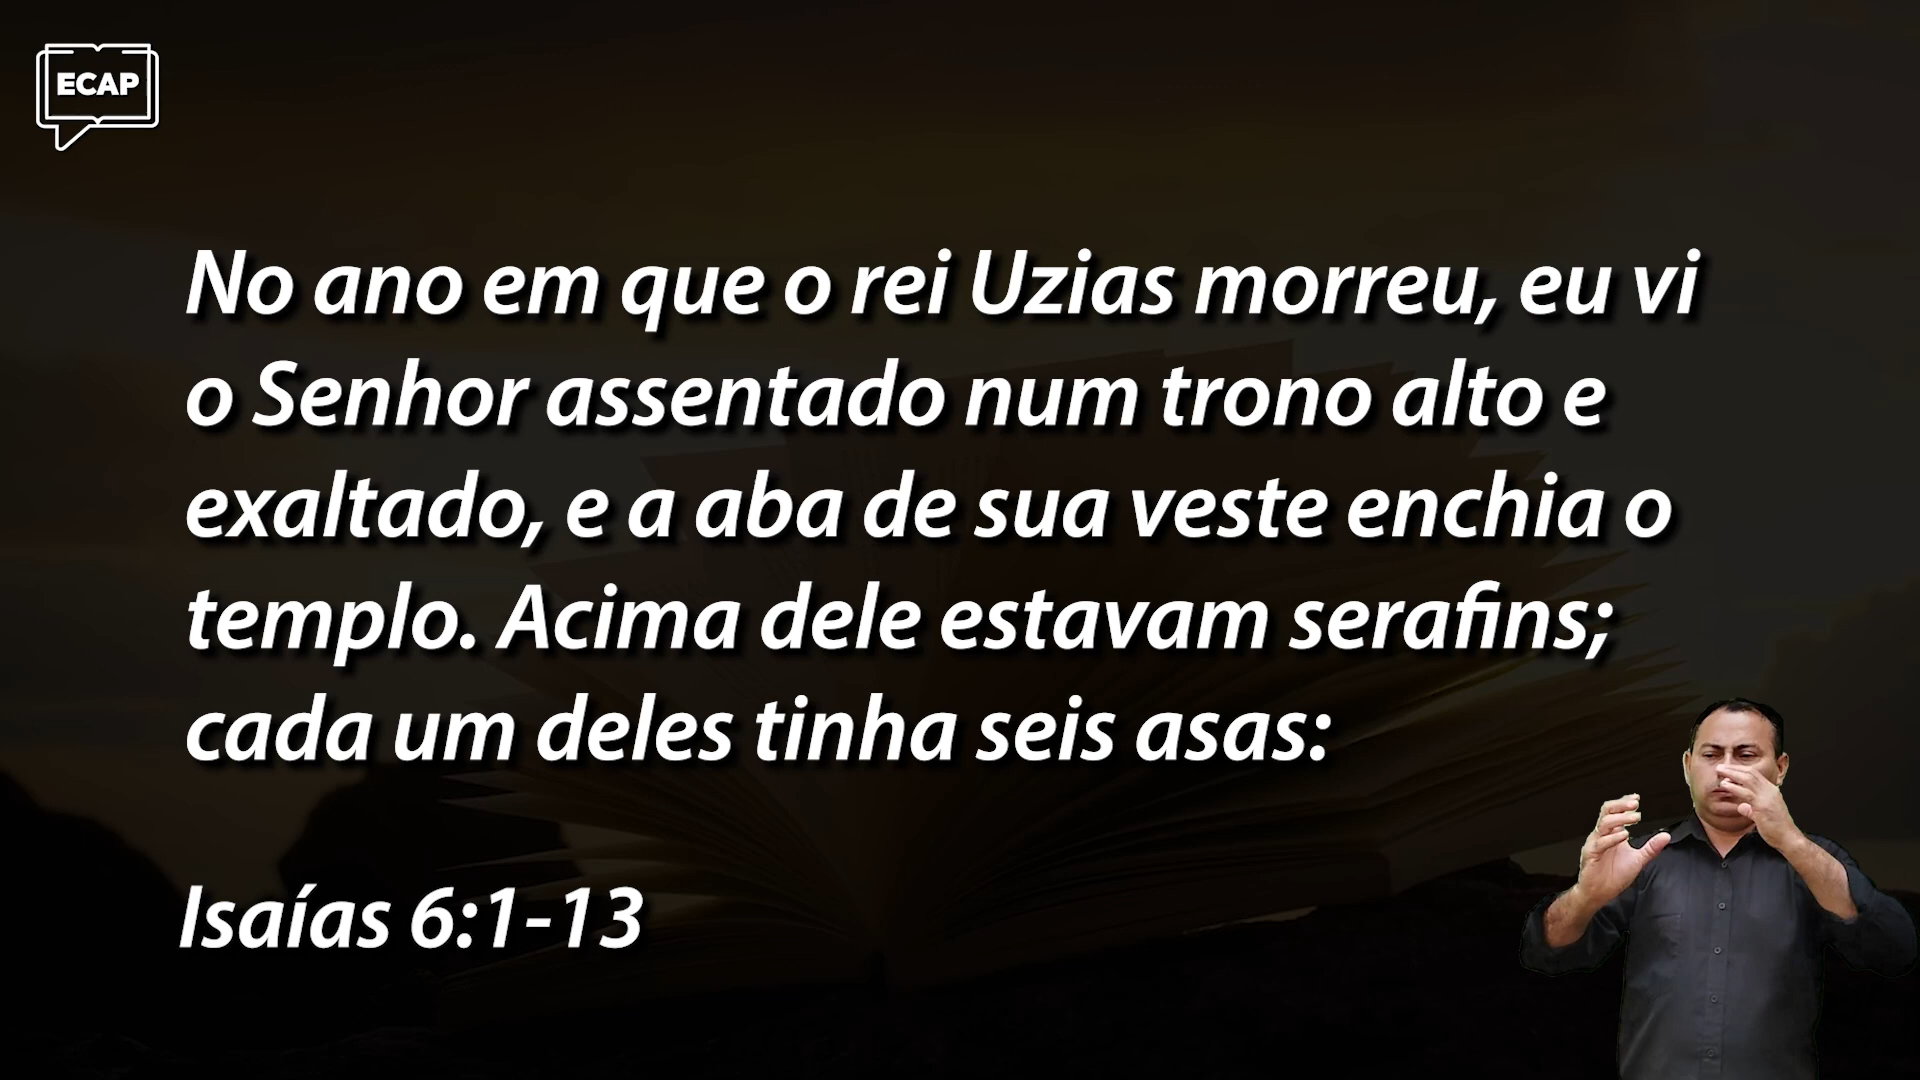 ECAP
No ano em que o rei Uzias morreu, eu vi
o Senhor assentado num trono alto e
exaltado, e a aba de sua veste enchia o
templo. Acima dele estavam serafins;
cada um deles tinha seis asas:
Isaías 6:1-13